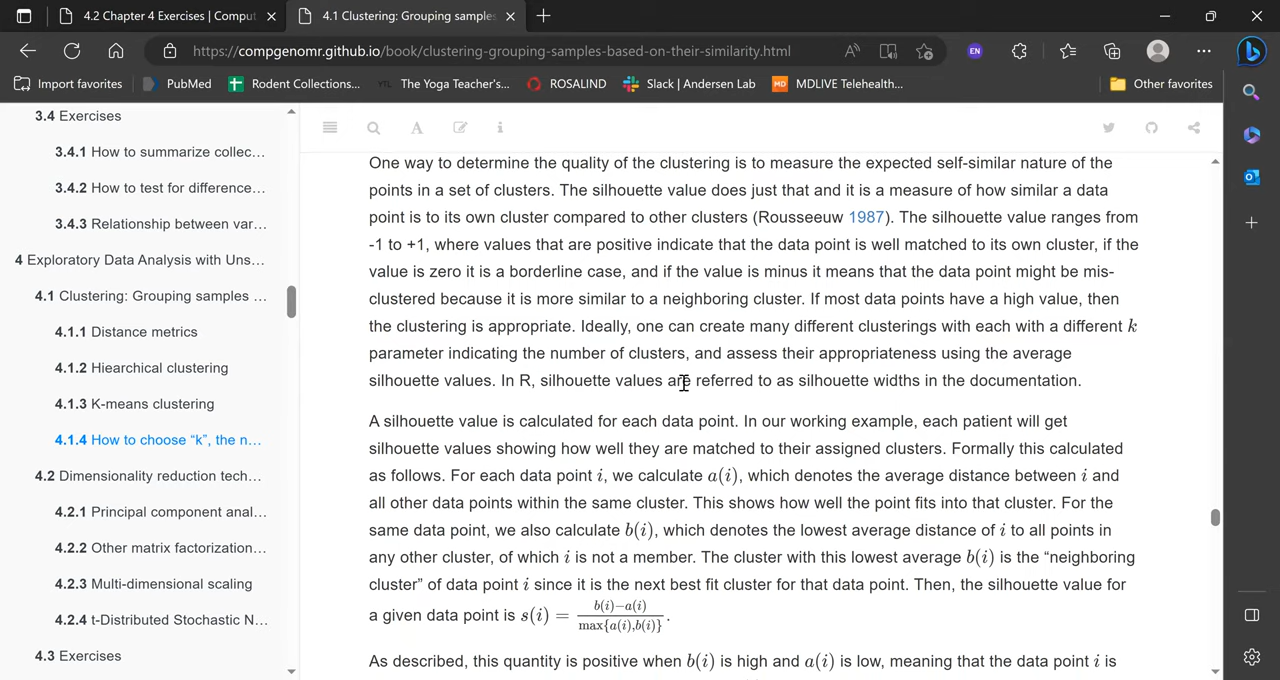 4.2 Chapter 4 Exercises | Comput
4.1 Clustering: Grouping samples
https://compgenomr.github.io/book/clustering-grouping-samples-based-on-their-similarity.html
EN
Import favorites
PubMed
Rodent Collections...
YTL The Yoga Teacher's...
ROSALIND
Slack | Andersen Lab
MD MDLIVE Telehealth...
Other favorites
3.4 Exercises
3.4.1 How to summarize collec...
3.4.2 How to test for difference...
3.4.3 Relationship between var...
4 Exploratory Data Analysis with Uns...
4.1 Clustering: Grouping samples ...
4.1.1 Distance metrics
4.1.2 Hiearchical clustering
4.1.3 K-means clustering
4.1.4 How to choose “k”, the n...
4.2 Dimensionality reduction tech...
4.2.1 Principal component anal...
4.2.2 Other matrix factorization...
4.2.3 Multi-dimensional scaling
4.2.4 t-Distributed Stochastic N...
4.3 Exercises
One way to determine the quality of the clustering is to measure the expected self-similar nature of the
points in a set of clusters. The silhouette value does just that and it is a measure of how similar a data
point is to its own cluster compared to other clusters (Rousseeuw 1987). The silhouette value ranges from
-1 to +1, where values that are positive indicate that the data point is well matched to its own cluster, if the
value is zero it is a borderline case, and if the value is minus it means that the data point might be mis-
clustered because it is more similar to a neighboring cluster. If most data points have a high value, then
the clustering is appropriate. Ideally, one can create many different clusterings with each with a different k
parameter indicating the number of clusters, and assess their appropriateness using the average
silhouette values. In R, silhouette values are referred to as silhouette widths in the documentation.
A silhouette value is calculated for each data point. In our working example, each patient will get
silhouette values showing how well they are matched to their assigned clusters. Formally this calculated
as follows. For each data point i, we calculate a(i), which denotes the average distance between i and
all other data points within the same cluster. This shows how well the point fits into that cluster. For the
same data point, we also calculate b(i), which denotes the lowest average distance of i to all points in
any other cluster, of which i is not a member. The cluster with this lowest average b(i) is the “neighboring
cluster” of data point i since it is the next best fit cluster for that data point. Then, the silhouette value for
a given data point is s(i) = b(i)−a(i) / max{a(i),b(i)}.
As described, this quantity is positive when b(i) is high and a(i) is low, meaning that the data point i is